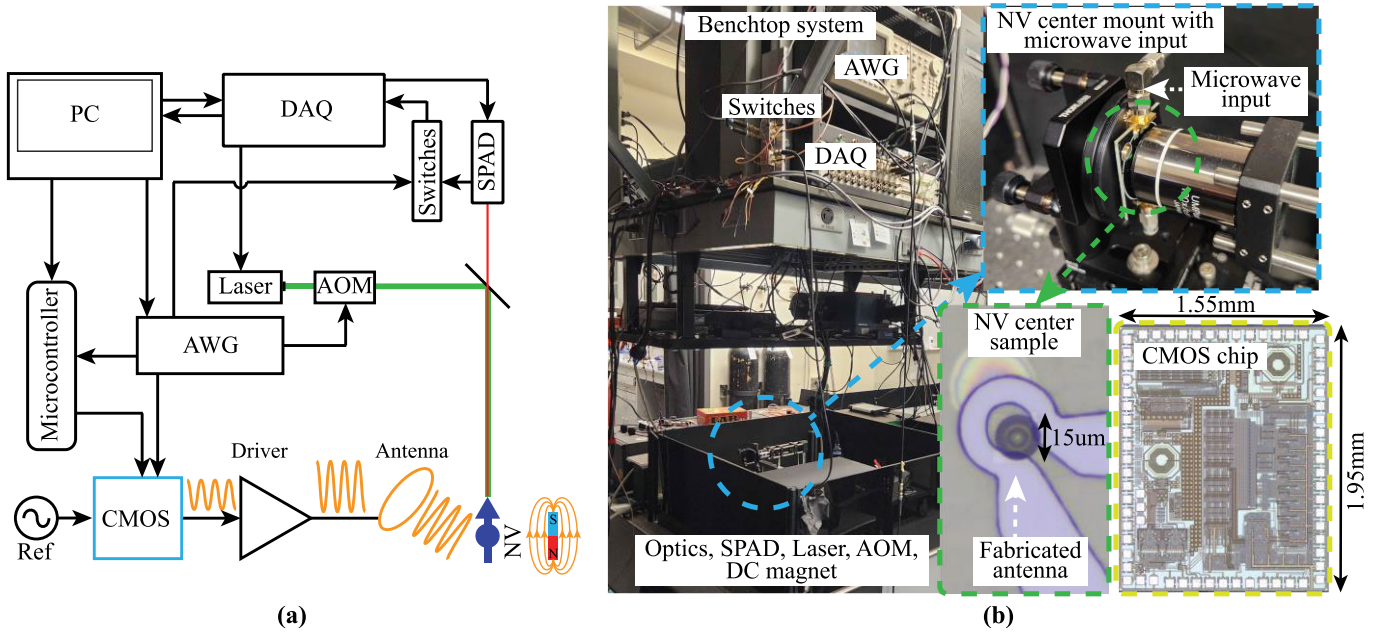 PC
DAQ
Switches
SPAD
Laser
AOM
Microcontroller
AWG
Driver
Antenna
CMOS
Ref
NV
S
N
(a)
Benchtop system
AWG
Switches
DAQ
Optics, SPAD, Laser, AOM,
DC magnet
NV center mount with
microwave input
Microwave
input
NV center
sample
15um
Fabricated
antenna
1.55mm
CMOS chip
1.95mm
(b)